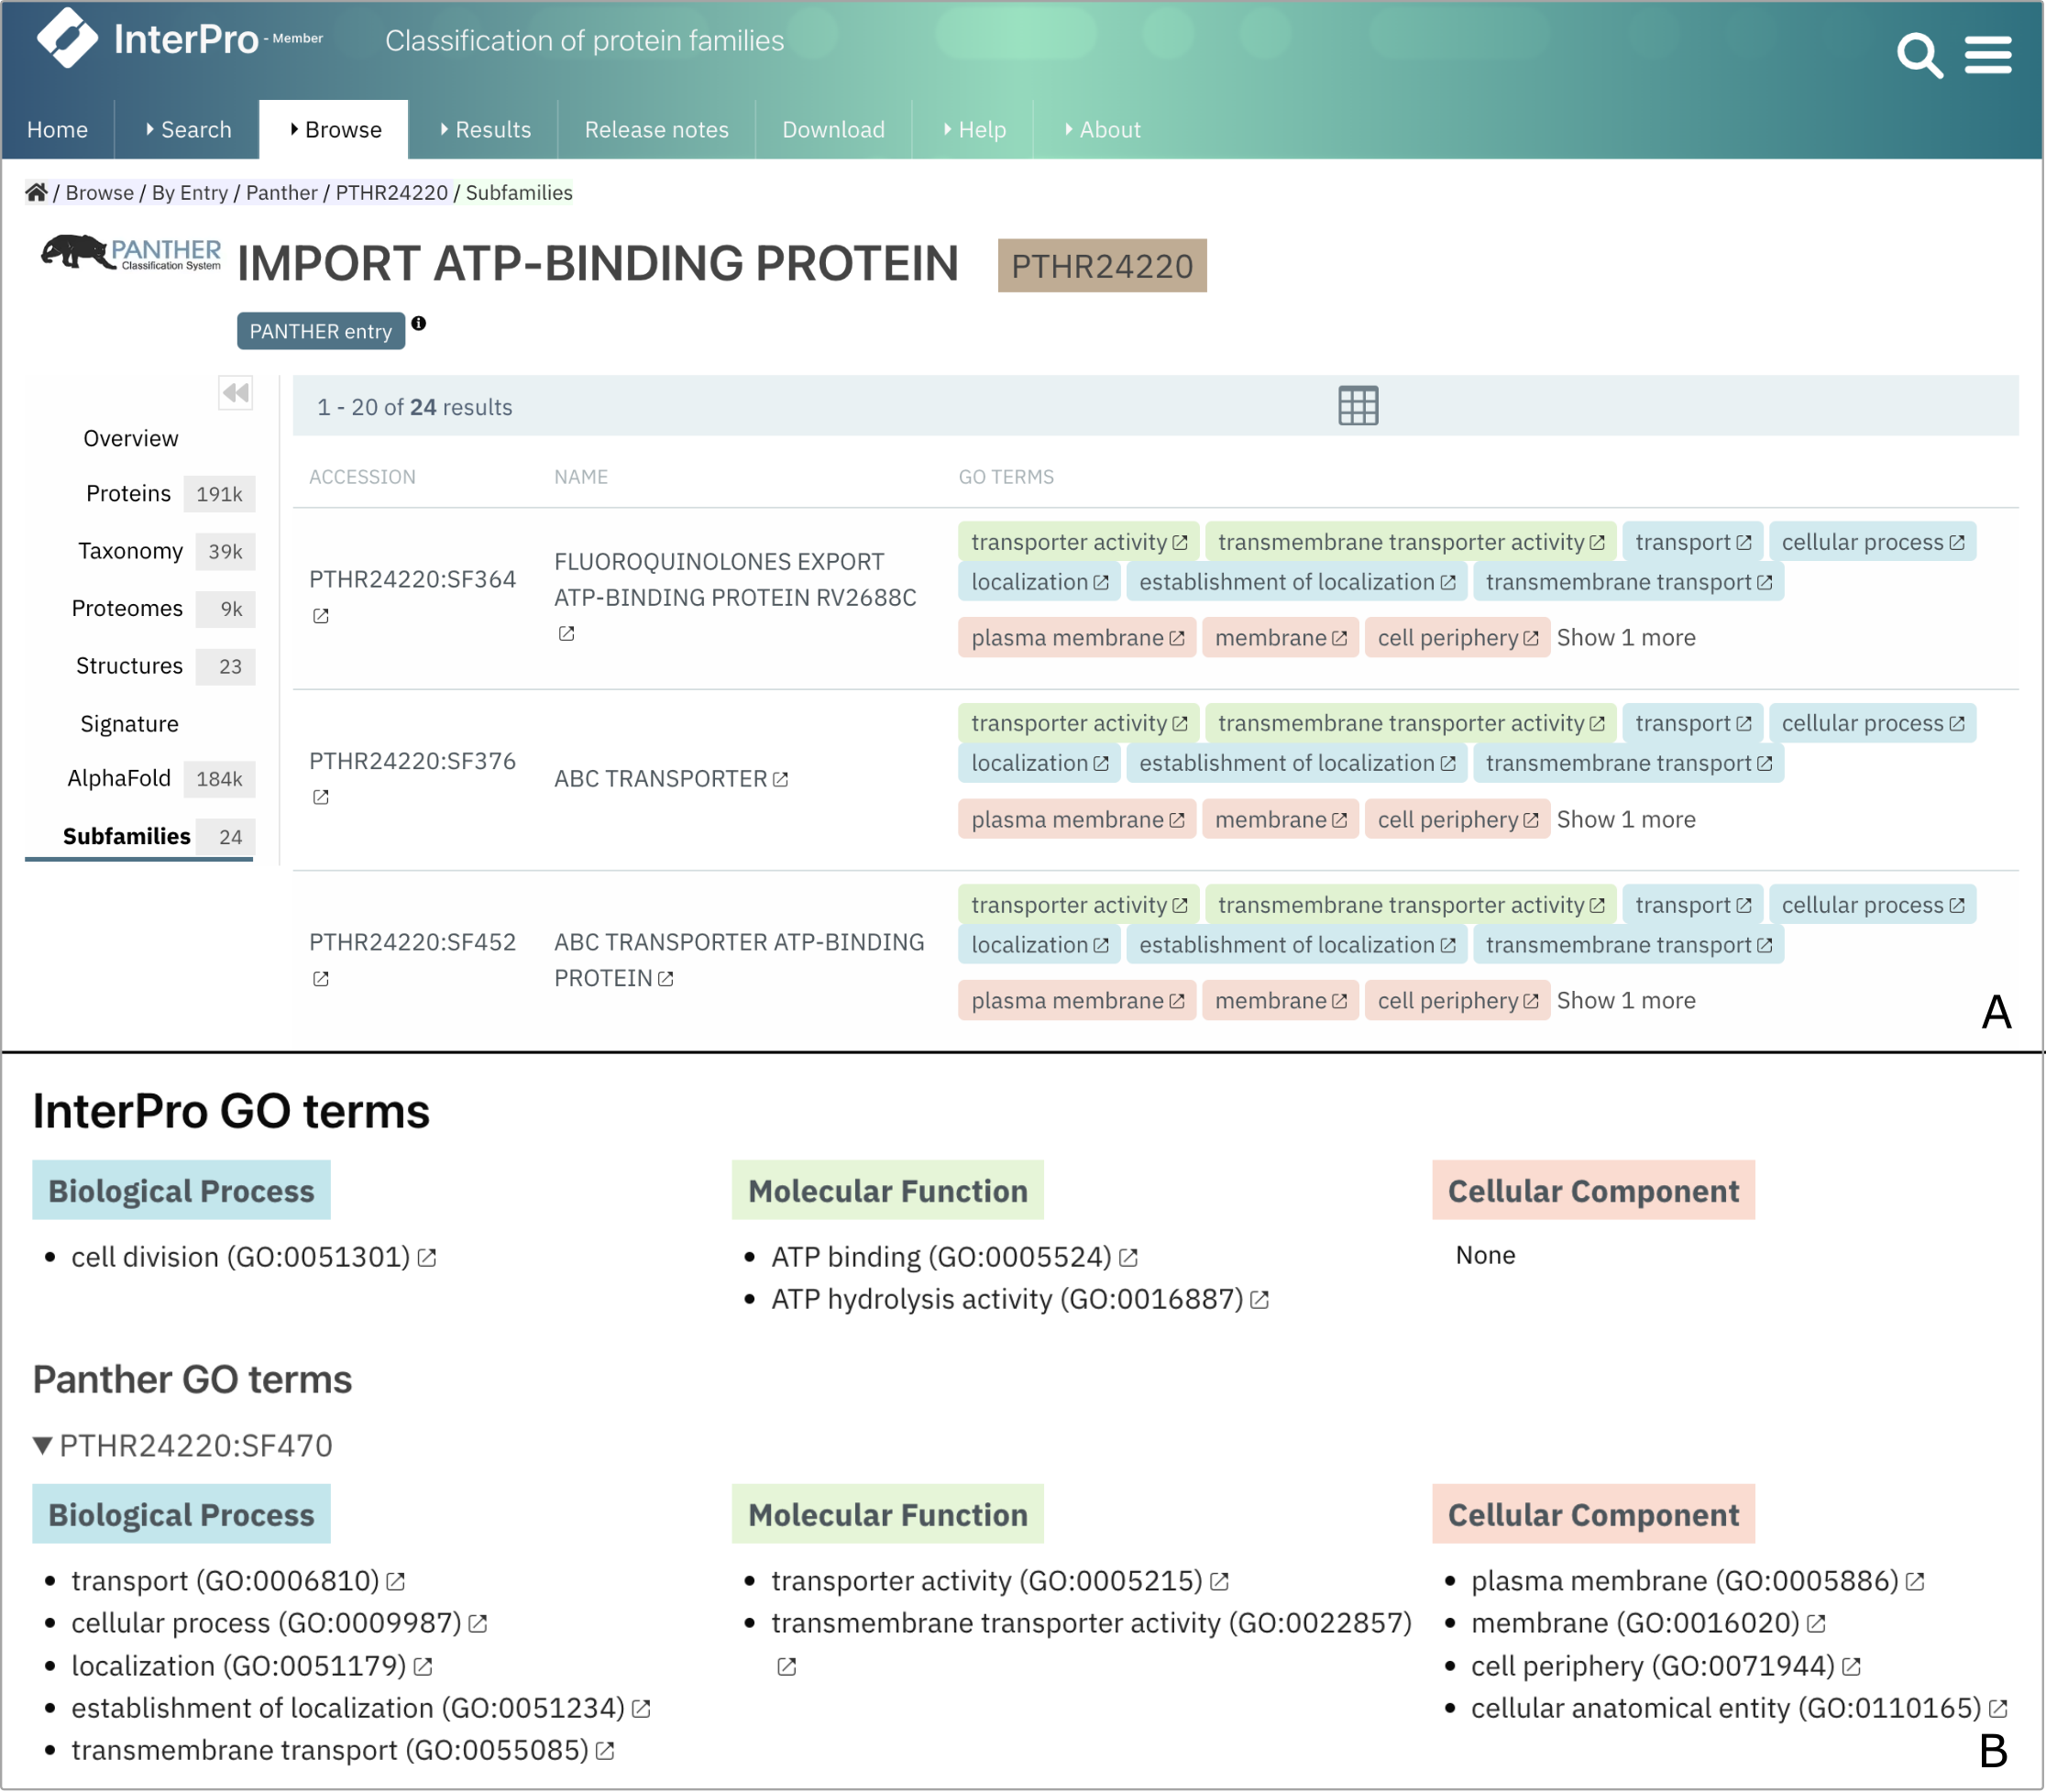 InterPro - Member
Classification of protein families
Home Search Browse Results Release notes Download Help About
/ Browse / By Entry / Panther / PTHR24220 / Subfamilies
PANTHER
Classification System
IMPORT ATP-BINDING PROTEIN PTHR24220
PANTHER entry i
Overview
Proteins 191k
Taxonomy 39k
Proteomes 9k
Structures 23
Signature
AlphaFold 184k
Subfamilies 24
1 - 20 of 24 results
ACCESSION NAME GO TERMS
PTHR24220:SF364
FLUOROQUINOLONES EXPORT
ATP-BINDING PROTEIN RV2688C
transporter activity transmembrane transporter activity transport cellular process
localization establishment of localization transmembrane transport
plasma membrane membrane cell periphery Show 1 more
PTHR24220:SF376
ABC TRANSPORTER
transporter activity transmembrane transporter activity transport cellular process
localization establishment of localization transmembrane transport
plasma membrane membrane cell periphery Show 1 more
PTHR24220:SF452
ABC TRANSPORTER ATP-BINDING
PROTEIN
transporter activity transmembrane transporter activity transport cellular process
localization establishment of localization transmembrane transport
plasma membrane membrane cell periphery Show 1 more
A
InterPro GO terms
Biological Process
cell division (GO:0051301)
Molecular Function
ATP binding (GO:0005524)
ATP hydrolysis activity (GO:0016887)
Cellular Component
None
Panther GO terms
PTHR24220:SF470
Biological Process
transport (GO:0006810)
cellular process (GO:0009987)
localization (GO:0051179)
establishment of localization (GO:0051234)
transmembrane transport (GO:0055085)
Molecular Function
transporter activity (GO:0005215)
transmembrane transporter activity (GO:0022857)
Cellular Component
plasma membrane (GO:0005886)
membrane (GO:0016020)
cell periphery (GO:0071944)
cellular anatomical entity (GO:0110165)
B